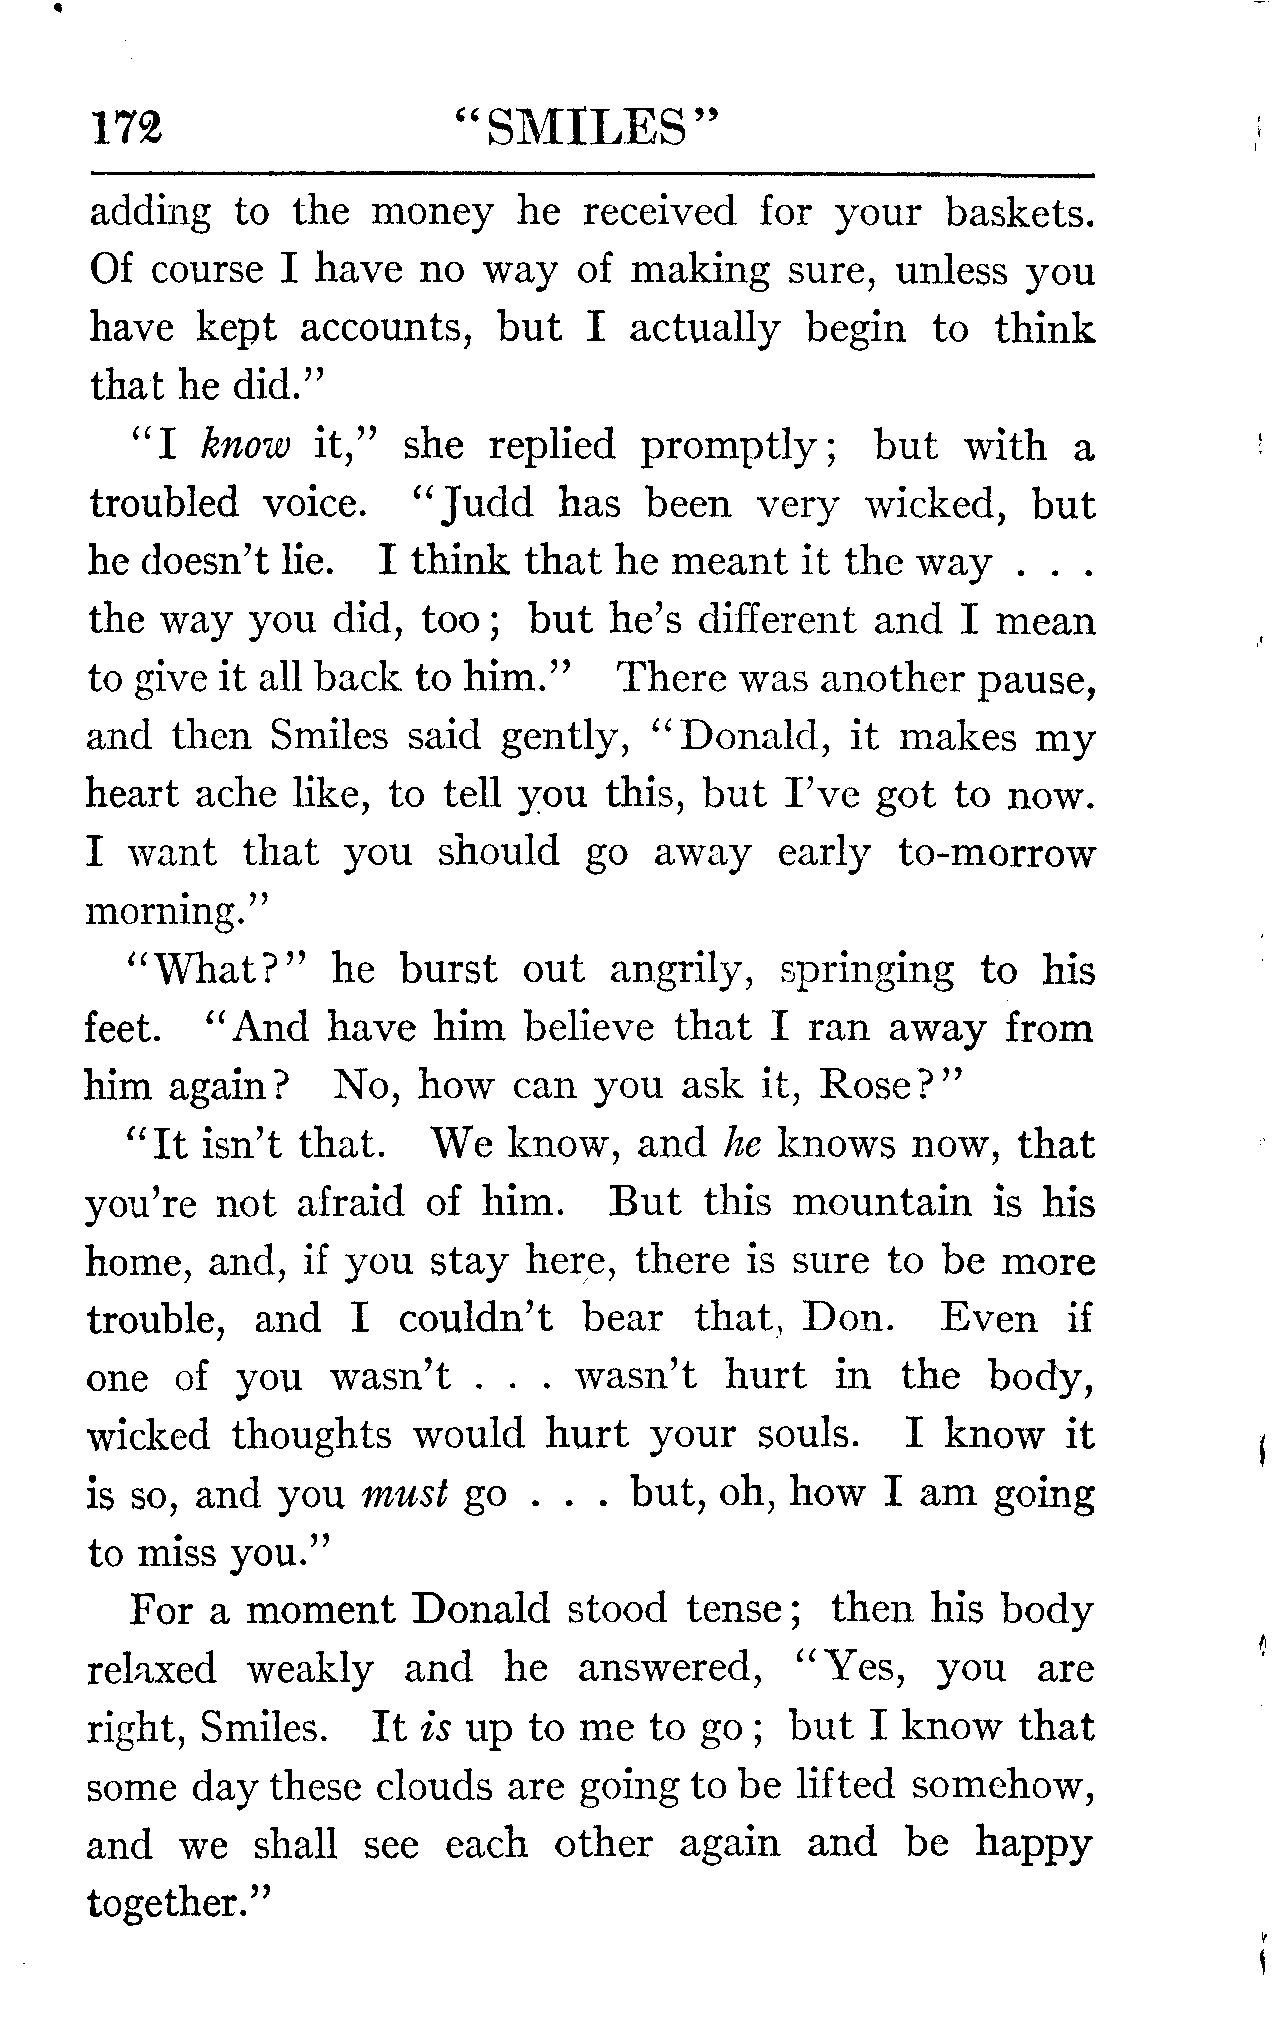 172 "SMILES"
adding to the money he received for your baskets.
Of course I have no way of making sure, unless you
have kept accounts, but I actually begin to think
that he did."
"I know it," she replied promptly; but with a
troubled voice. "Judd has been very wicked, but
he doesn't lie. I think that he meant it the way . . .
the way you did, too; but he's different and I mean
to give it all back to him." There was another pause,
and then Smiles said gently, "Donald, it makes my
heart ache like, to tell you this, but I've got to now.
I want that you should go away early to-morrow
morning."
"What?" he burst out angrily, springing to his
feet. "And have him believe that I ran away from
him again? No, how can you ask it, Rose?"
"It isn't that. We know, and he knows now, that
you're not afraid of him. But this mountain is his
home, and, if you stay here, there is sure to be more
trouble, and I couldn't bear that, Don. Even if
one of you wasn't . . . wasn't hurt in the body,
wicked thoughts would hurt your souls. I know it
is so, and you must go . . . but, oh, how I am going
to miss you."
For a moment Donald stood tense; then his body
relaxed weakly and he answered, "Yes, you are
right, Smiles. It is up to me to go; but I know that
some day these clouds are going to be lifted somehow,
and we shall see each other again and be happy
together."